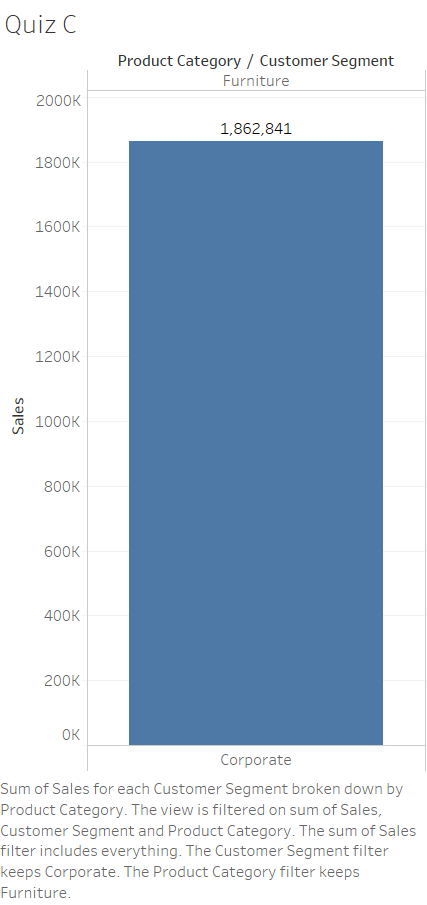 Quiz C
Product Category / Customer Segment
Furniture
2000K
1,862,841
1800K
1600K
1400K
1200K
1000K
800K
600K
400K
200K
0K
Sales
Corporate
Sum of Sales for each Customer Segment broken down by
Product Category. The view is filtered on sum of Sales,
Customer Segment and Product Category. The sum of Sales
filter includes everything. The Customer Segment filter
keeps Corporate. The Product Category filter keeps
Furniture.